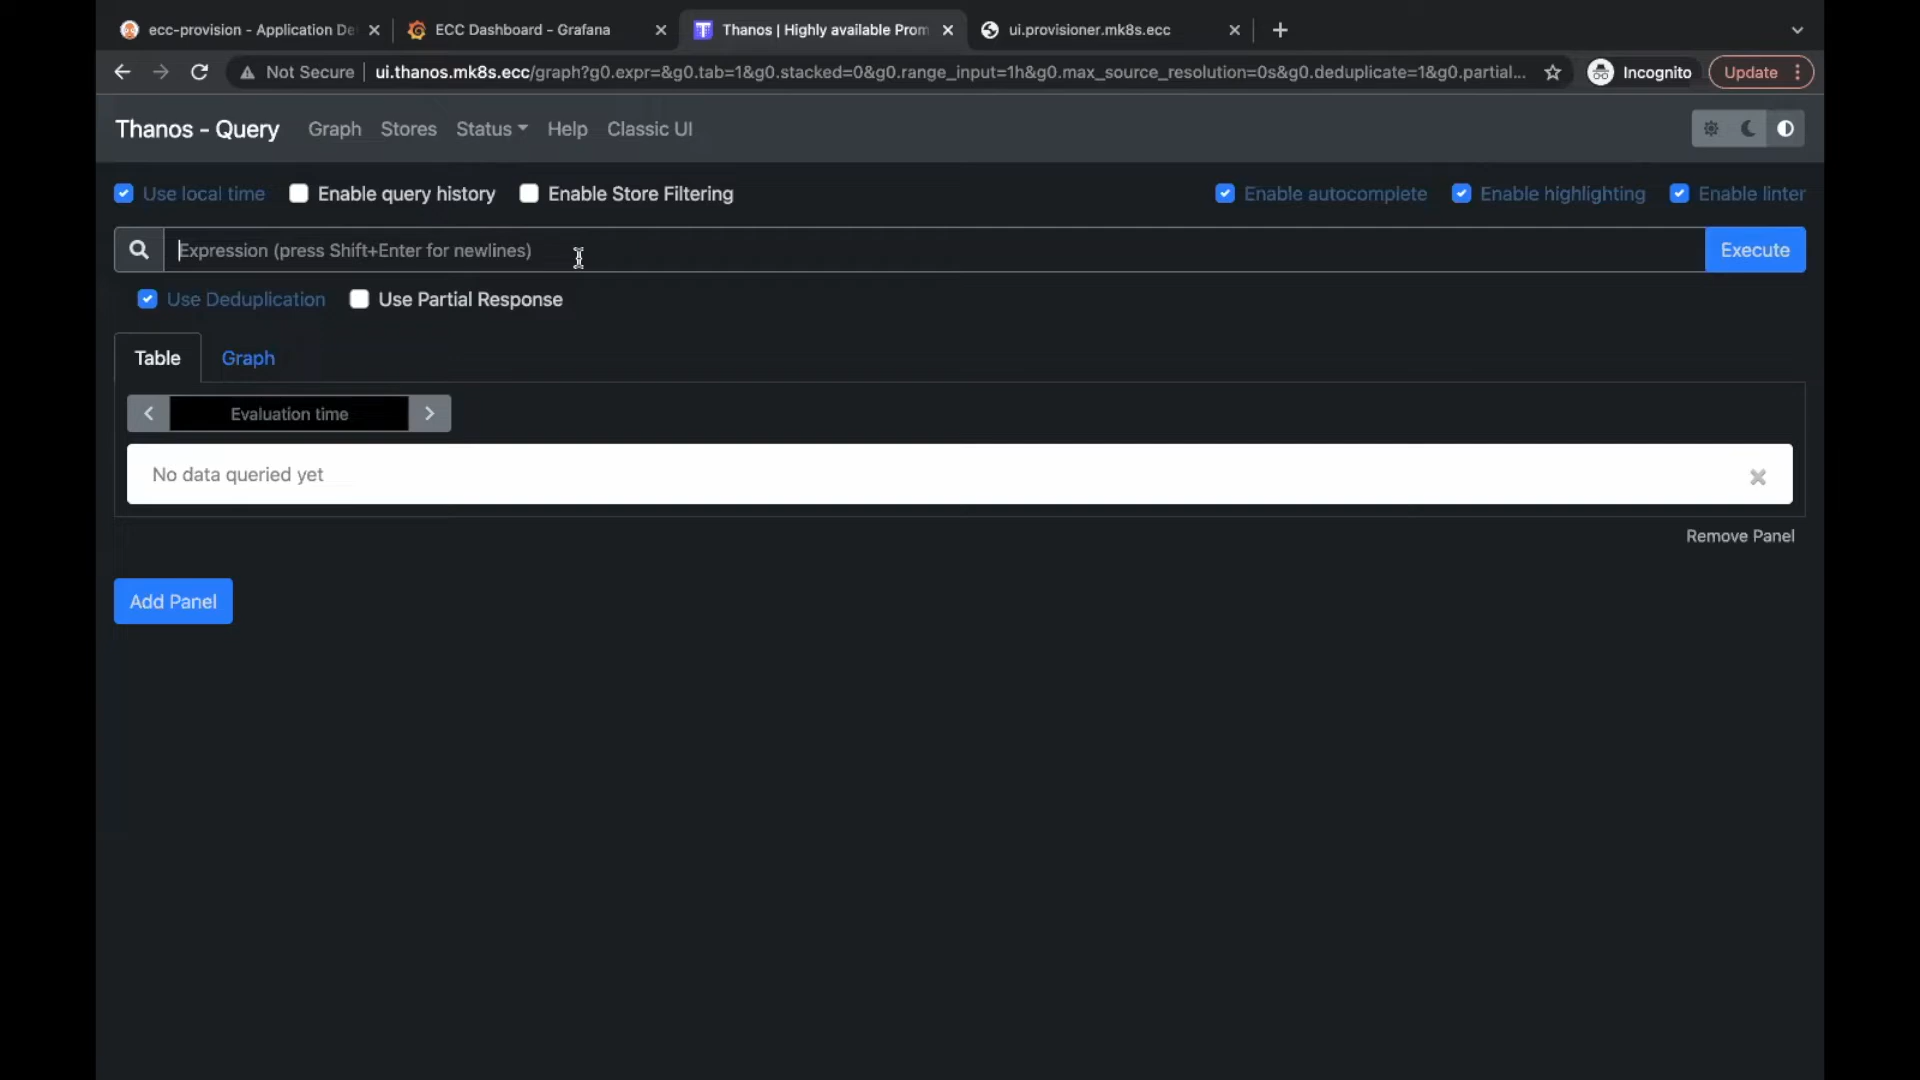 ecc-provision - Application De
ECC Dashboard - Grafana
Thanos | Highly available Prom
ui.provisioner.mk8s.ecc
Not Secure
ui.thanos.mk8s.ecc/graph?g0.expr=&g0.tab=1&g0.stacked=0&g0.range_input=1h&g0.max_source_resolution=0s&g0.deduplicate=1&g0.partial...
Incognito
Update
Thanos - Query
Graph
Stores
Status
Help
Classic UI
Use local time
Enable query history
Enable Store Filtering
Enable autocomplete
Enable highlighting
Enable linter
Expression (press Shift+Enter for newlines)
Execute
Use Deduplication
Use Partial Response
Table
Graph
Evaluation time
No data queried yet
Remove Panel
Add Panel